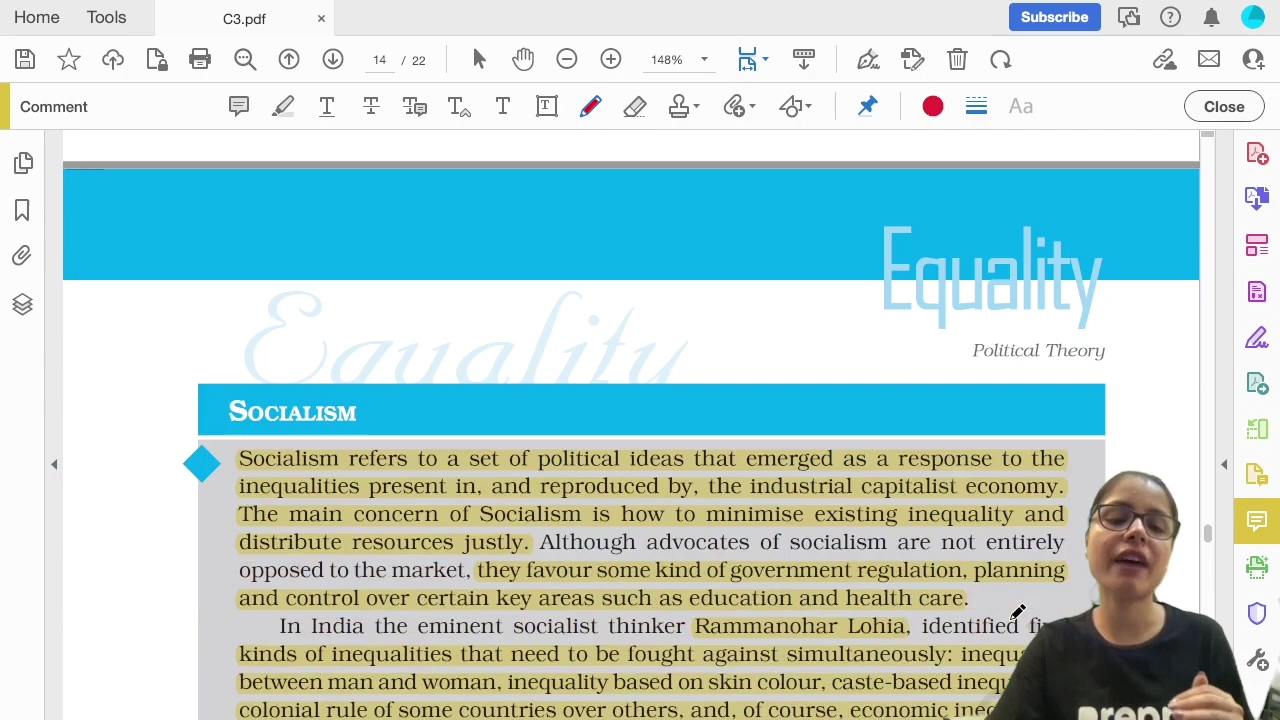 Home Tools C3.pdf × Subscribe ?
14 / 22 148%
Comment Aa Close
Equality
Equality
Political Theory
SOCIALISM
Socialism refers to a set of political ideas that emerged as a response to the
inequalities present in, and reproduced by, the industrial capitalist economy.
The main concern of Socialism is how to minimise existing inequality and
distribute resources justly. Although advocates of socialism are not entirely
opposed to the market, they favour some kind of government regulation, planning
and control over certain key areas such as education and health care.
In India the eminent socialist thinker Rammanohar Lohia, identified
kinds of inequalities that need to be fought against simultaneously:
between man and woman, inequality based on skin colour, caste-based
colonial rule of some countries over others, and, of course, economic